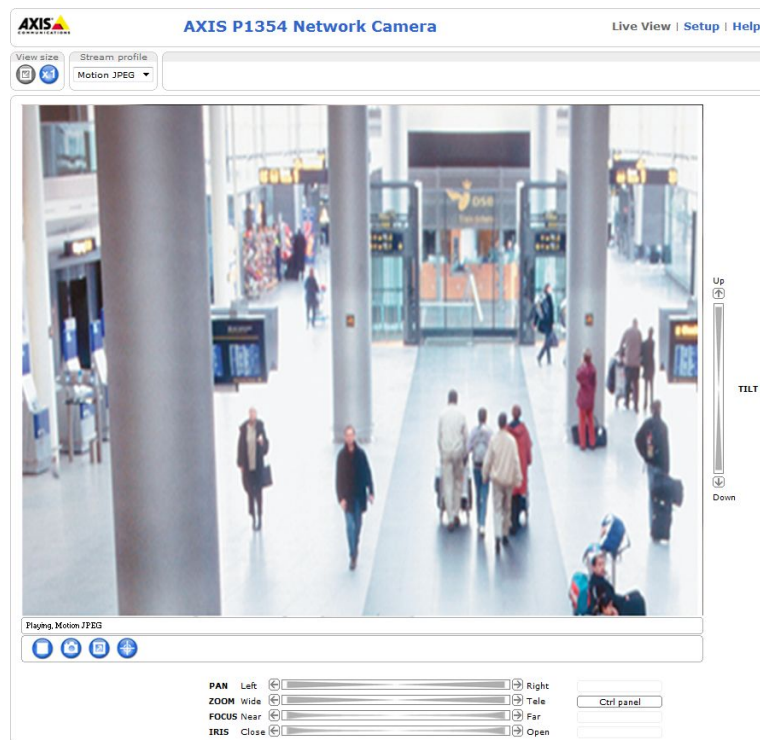 AXIS
COMMUNICATIONS
AXIS P1354 Network Camera
Live View | Setup | Help
View size
Stream profile
x1
Motion JPEG
DSB
Up
TILT
Down
Playing, Motion JPEG
PAN Left Right
ZOOM Wide Tele Ctrl panel
FOCUS Near Far
IRIS Close Open